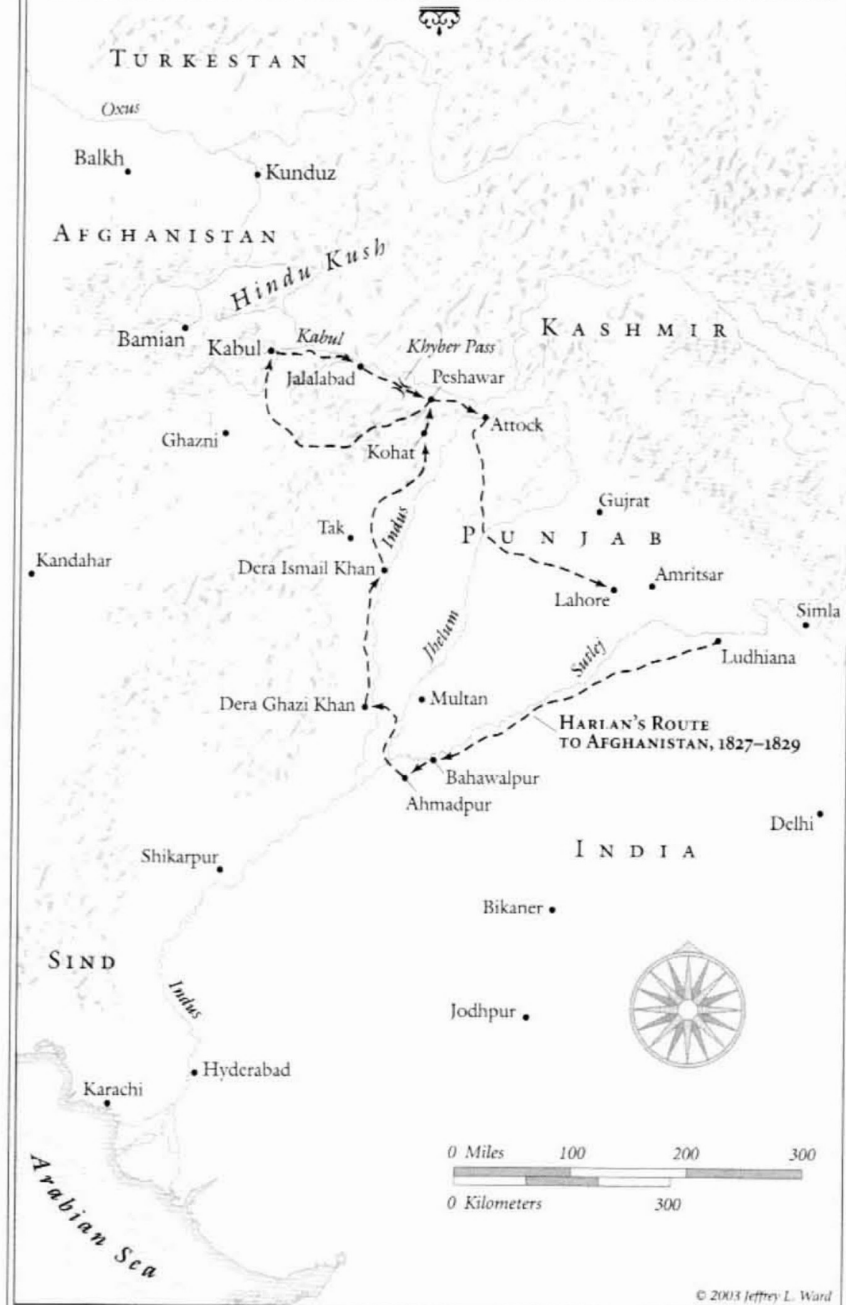 TURKESTAN
Oxus
Balkh
Kunduz
AFGHANISTAN
Hindu Kush
KASHMIR
Bamian
Kabul
Kabul
Khyber Pass
Jalalabad
Peshawar
Attock
Ghazni
Kohat
Gujrat
Indus
Tak
PUNJAB
Kandahar
Dera Ismail Khan
Amritsar
Lahore
Simla
Jhelum
Sutlej
Ludhiana
Dera Ghazi Khan
Multan
HARLAN'S ROUTE
TO AFGHANISTAN, 1827–1829
Bahawalpur
Ahmadpur
Delhi
Shikarpur
INDIA
Bikaner
SIND
Indus
Jodhpur
Hyderabad
Karachi
Arabian Sea
0 Miles 100 200 300
0 Kilometers 300
© 2003 Jeffrey L. Ward